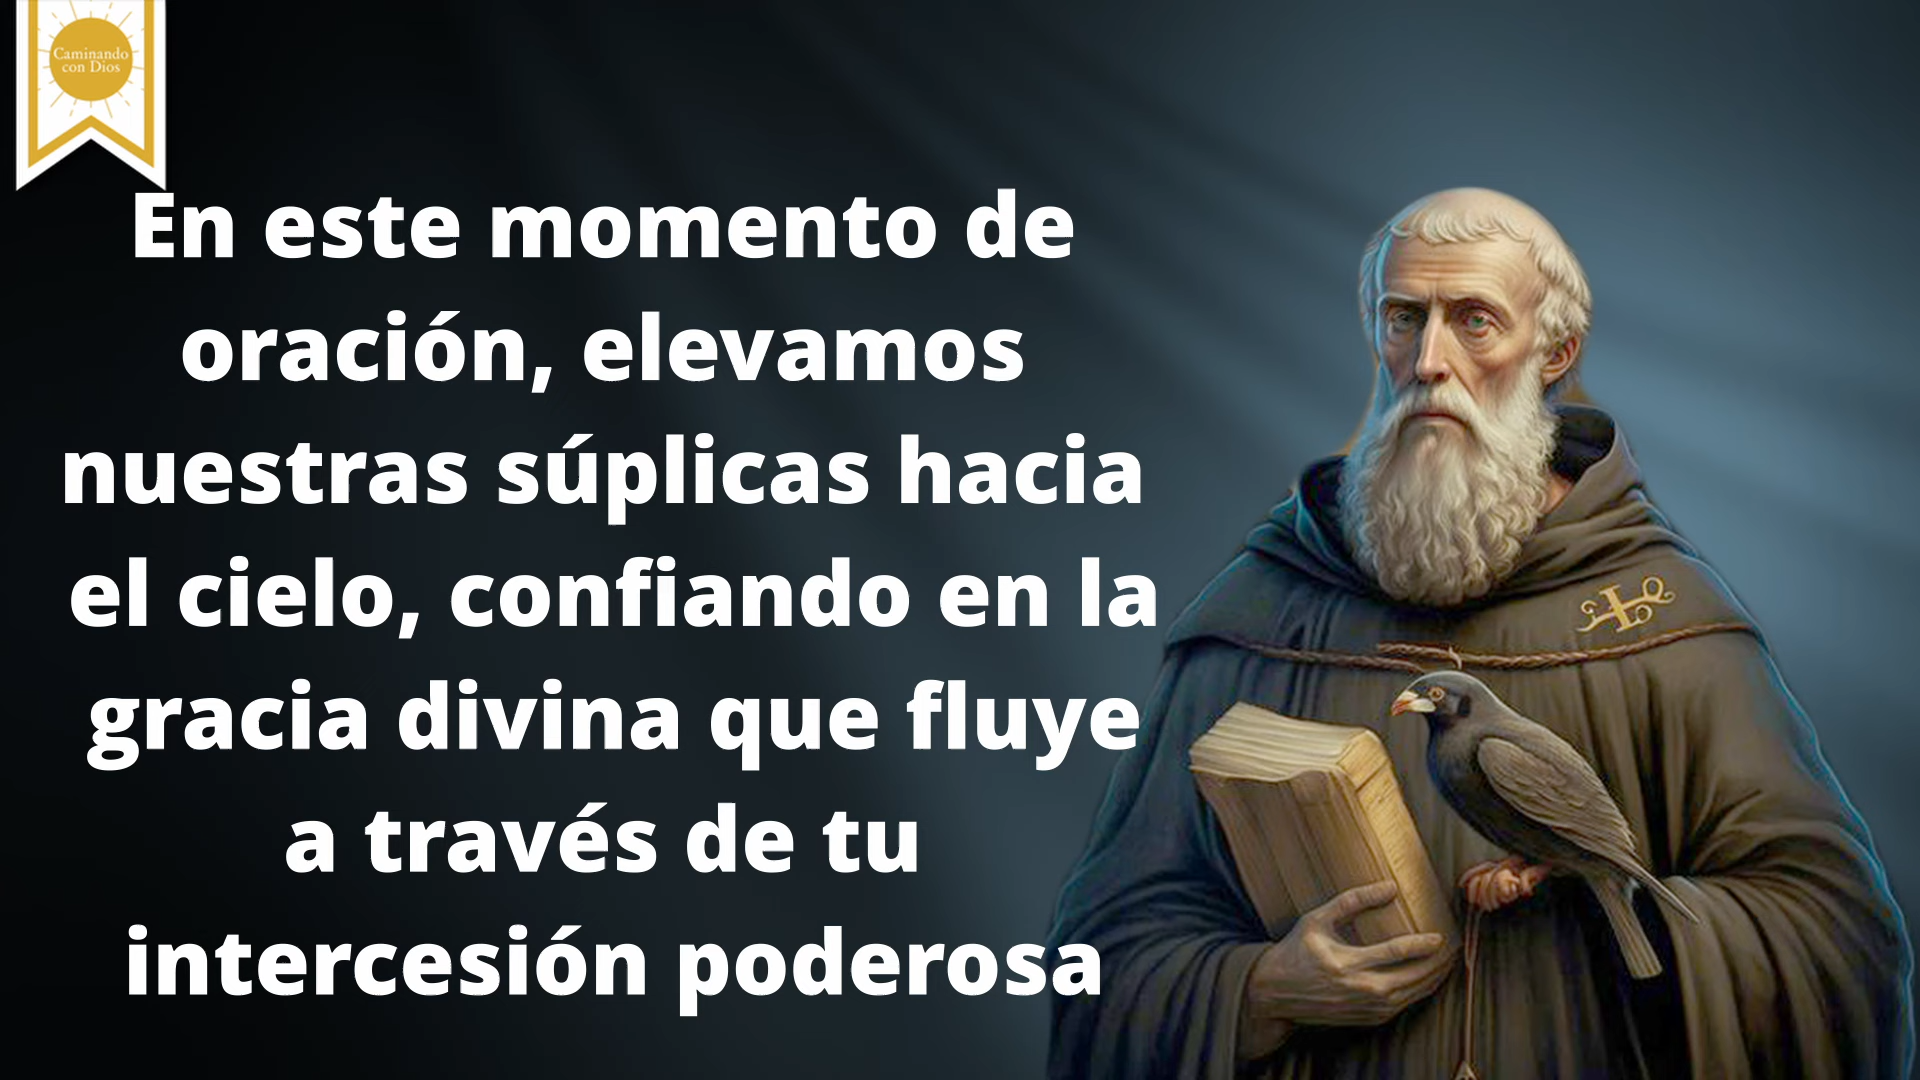 Caminando
con Dios
En este momento de
oración, elevamos
nuestras súplicas hacia
el cielo, confiando en la
gracia divina que fluye
a través de tu
intercesión poderosa